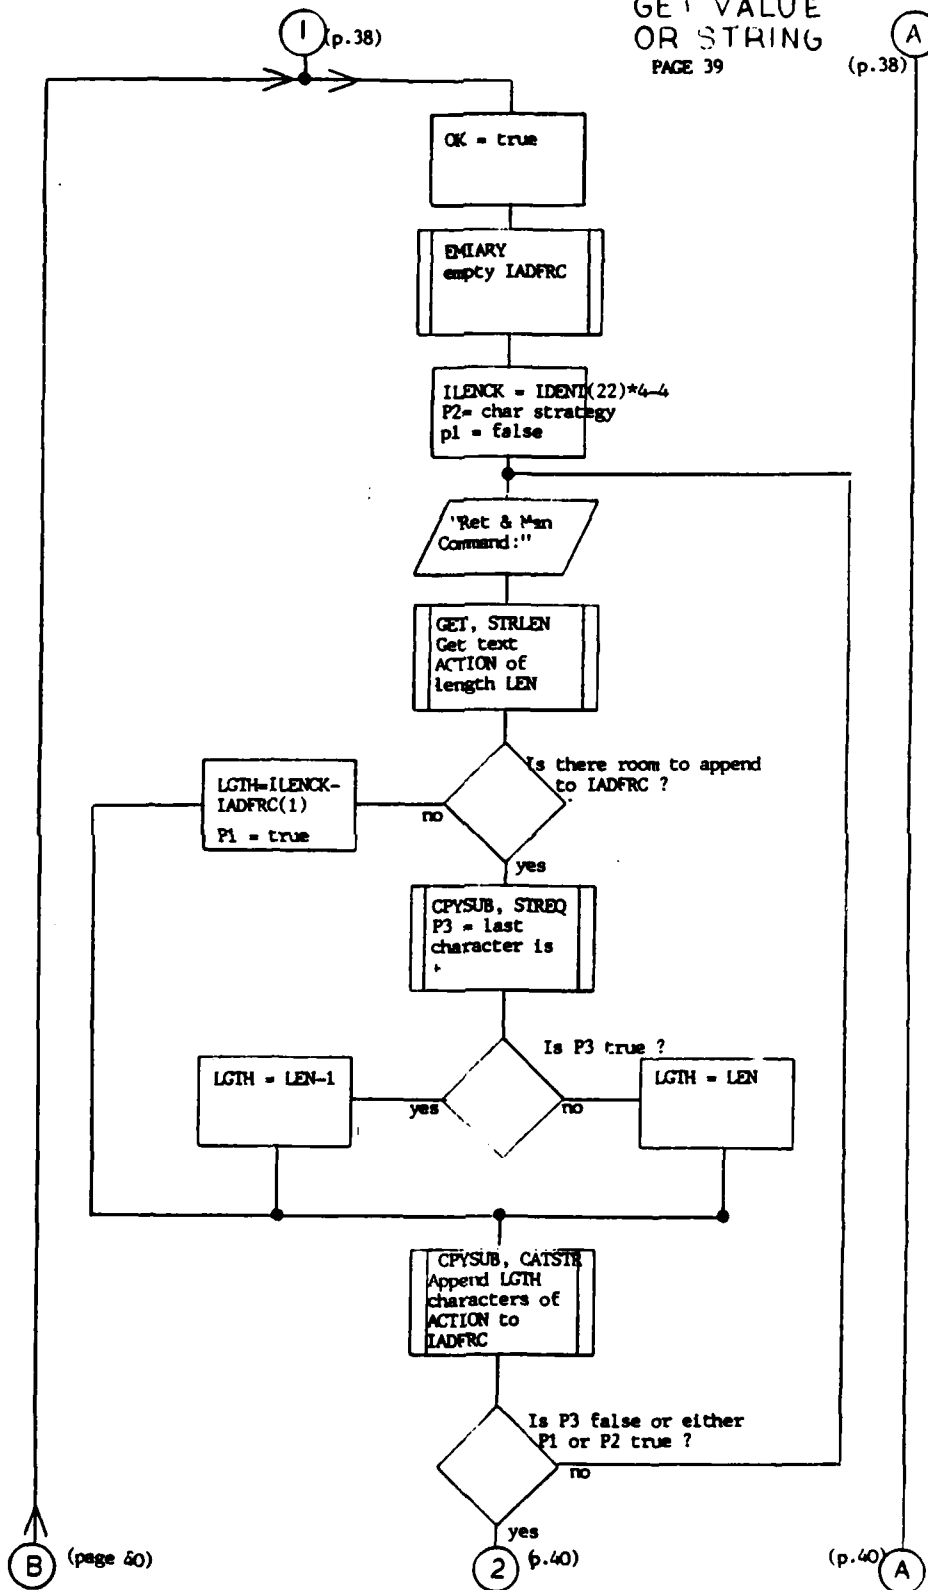 GET VALUE
OR STRING
PAGE 39
1
(p.38)
A
(p.38)
OK = true
EMIARY
empty IADFRC
ILENCK = IDENT(22)*4-4
P2= char strategy
p1 = false
"Ret & Man
Command:"
GET, STRLEN
Get text
ACTION of
length LEN
Is there room to append
to IADFRC ?
LGTH=ILENCK-
IADFRC(1)
P1 = true
no
yes
CPYSUB, STREQ
P3 = last
character is
+
Is P3 true ?
LGTH = LEN-1
yes
no
LGTH = LEN
CPYSUB, CATSTR
Append LGTH
characters of
ACTION to
IADFRC
Is P3 false or either
P1 or P2 true ?
no
yes
B
(page 40)
2
(p.40)
(p.40)
A